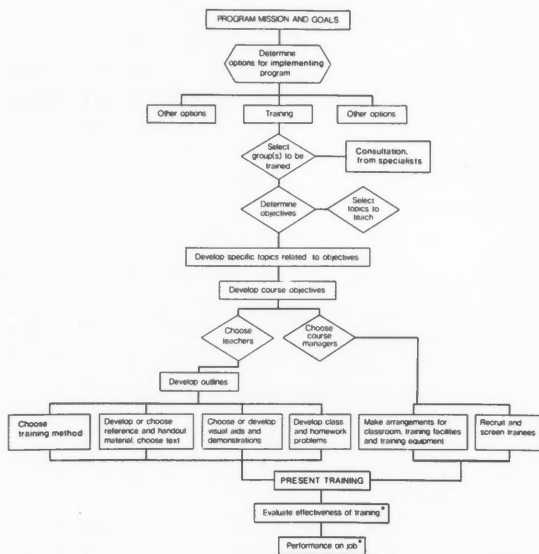 PROGRAM MISSION AND GOALS
Determine
options for implementing
program
Other options
Training
Other options
Select
group(s) to be
trained
Consultation,
from specialists
Determine
objectives
Select
topics to
teach
Develop specific topics related to objectives
Develop course objectives
Choose
teachers
Choose
course
managers
Develop outlines
Choose
training method
Develop or choose
reference and handout
material, choose text
Choose or develop
visual aids and
demonstrations
Develop class
and homework
problems
Make arrangements for
classroom, training facilities
and training equipment
Recruit and
screen trainees
PRESENT TRAINING
Evaluate effectiveness of training*
Performance on job*